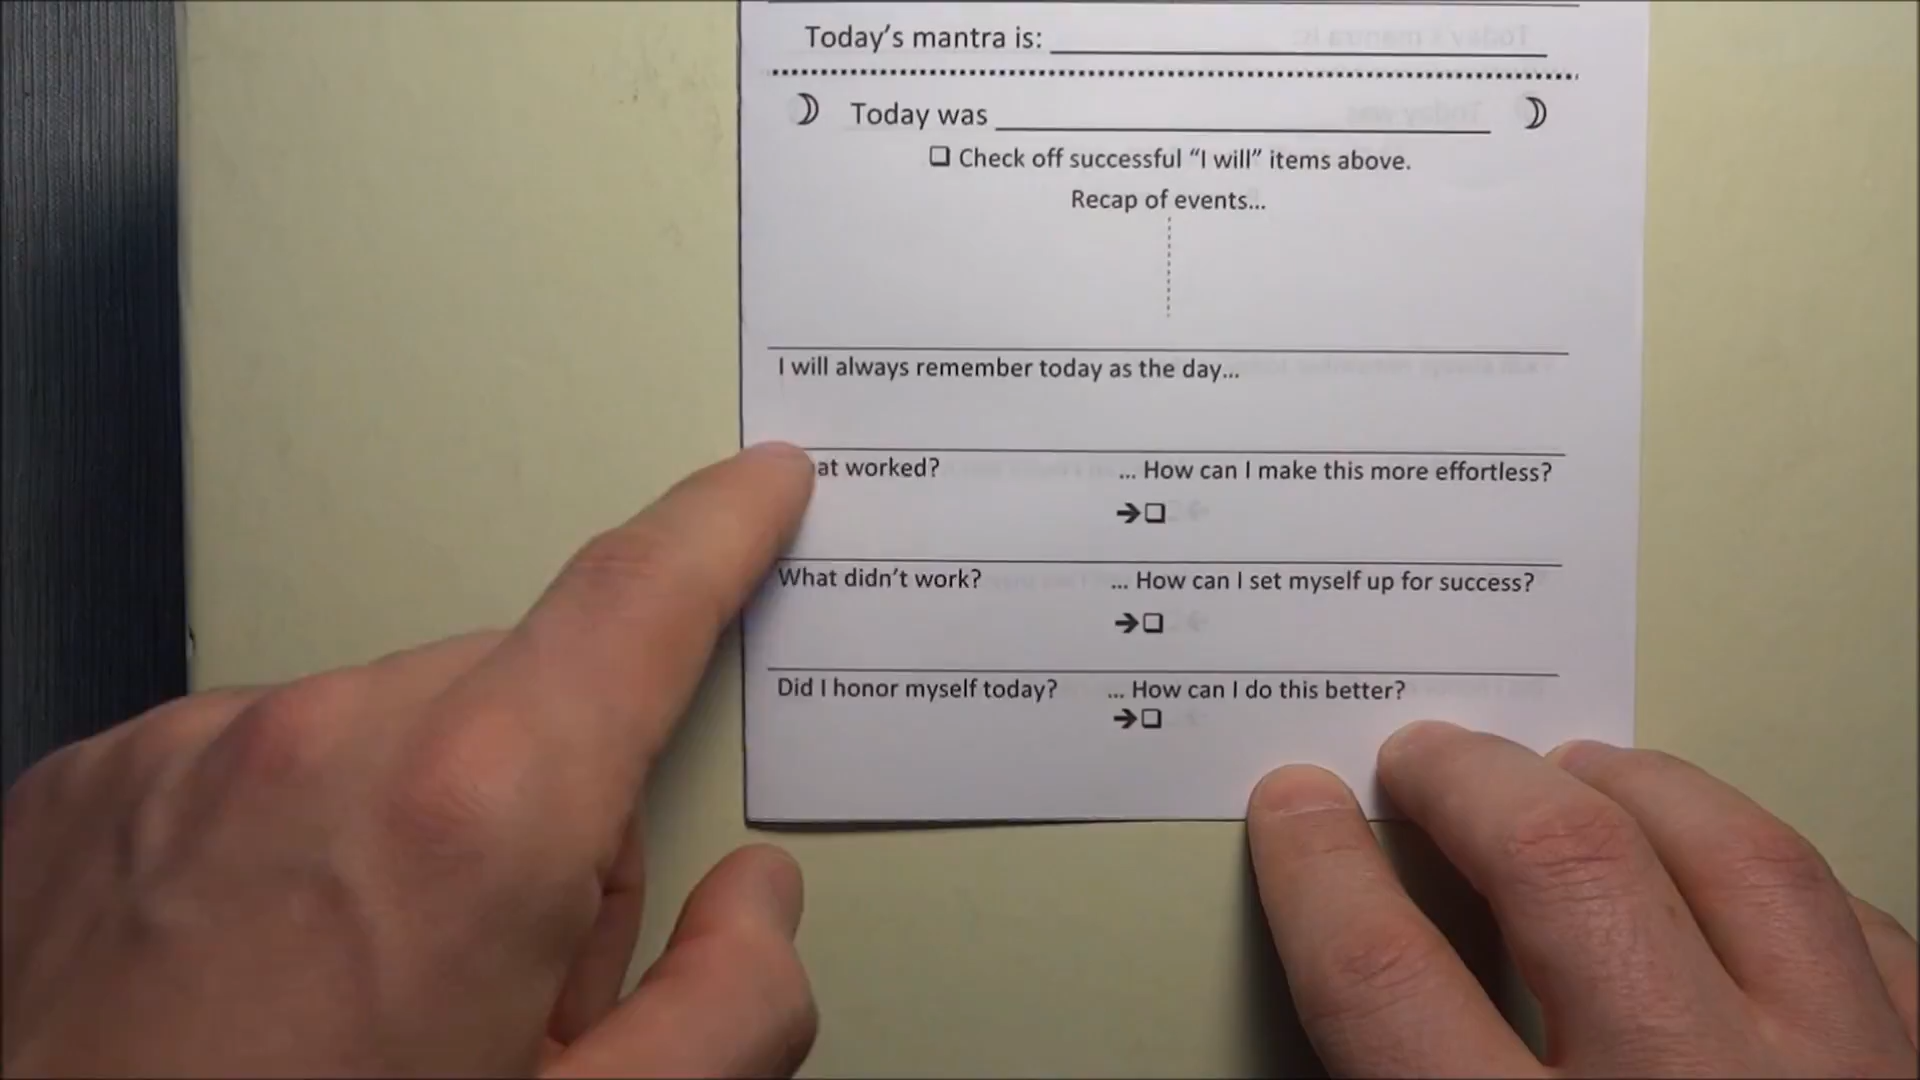 Today’s mantra is:
Today was
Check off successful “I will” items above.
Recap of events...
I will always remember today as the day...
at worked? ... How can I make this more effortless?
What didn’t work? ... How can I set myself up for success?
Did I honor myself today? ... How can I do this better?